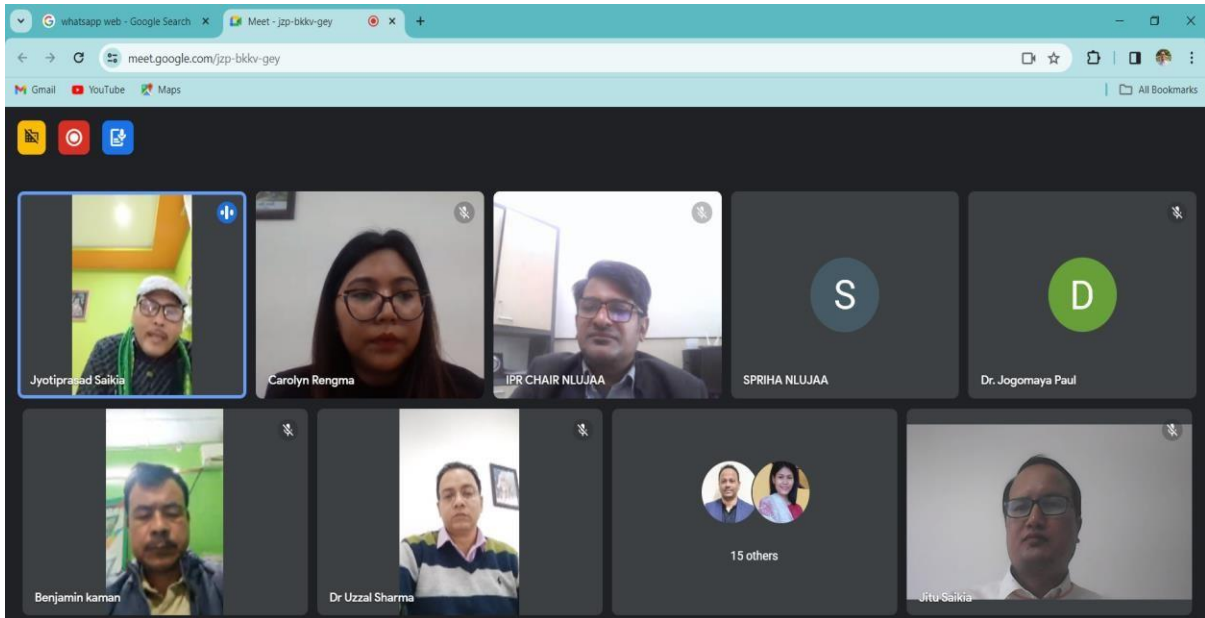 whatsapp web - Google Search
Meet - jzp-bkkv-gey
meet.google.com/jzp-bkkv-gey
Gmail YouTube Maps
All Bookmarks
Jyotiprasad Saikia
Carolyn Rengma
IPR CHAIR NLUJAA
S
SPRIHA NLUJAA
D
Dr. Jogomaya Paul
Benjamin kaman
Dr Uzzal Sharma
15 others
Jitu Saikia